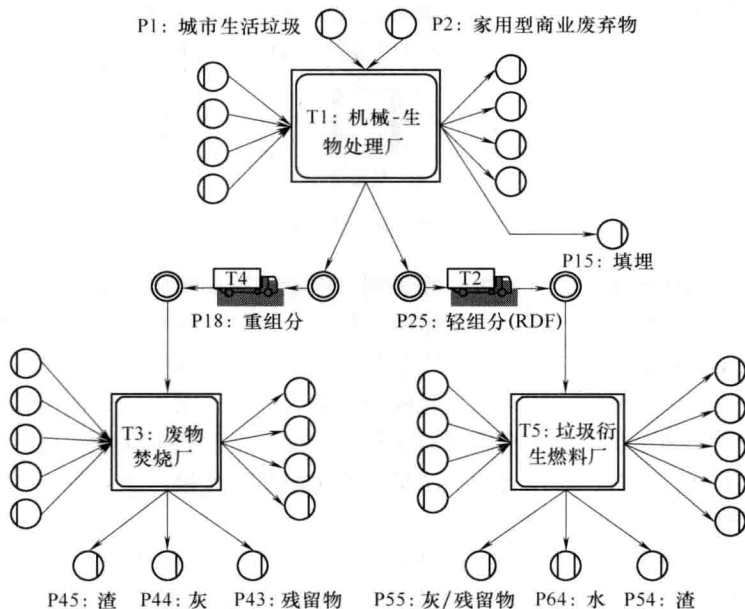 P1: 城市生活垃圾
P2: 家用型商业废弃物
T1: 机械-生
物处理厂
P15: 填埋
T4
T2
P18: 重组分
P25: 轻组分(RDF)
T3: 废物
焚烧厂
T5: 垃圾衍
生燃料厂
P45: 渣
P44: 灰
P43: 残留物
P55: 灰/残留物
P64: 水
P54: 渣